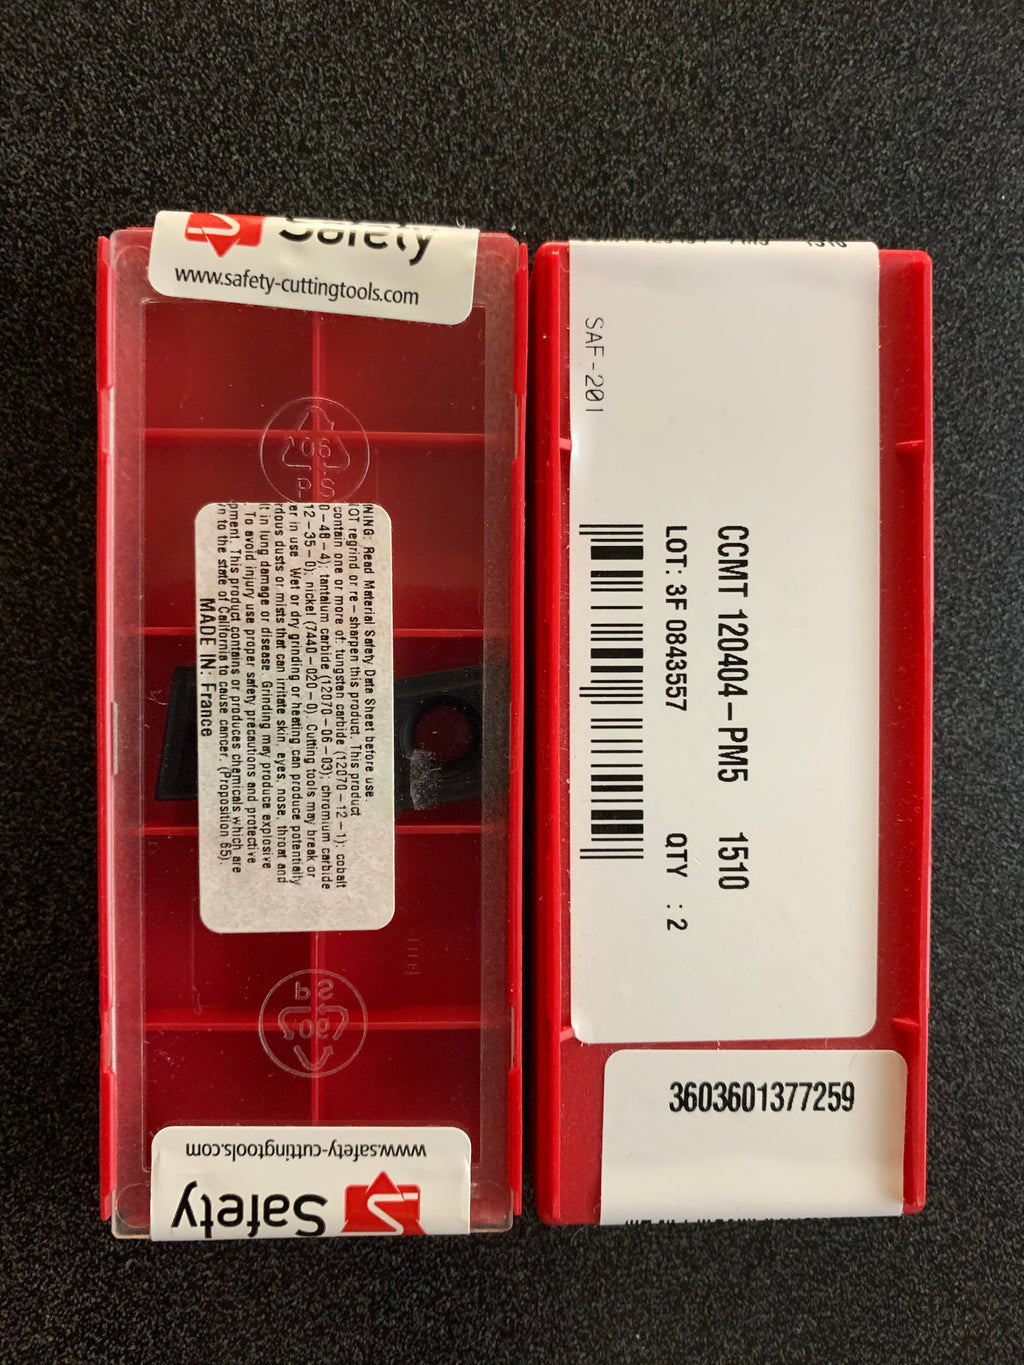 Safety
www.safety-cuttingtools.com
06
PS
NING: Read Material Safety Data Sheet before use.
OT regrind or re-sharpen this product. This product
contain one or more of: tungsten carbide (12070-12-1); cobalt
0-48-4); tantalum carbide (12070-06-03); chromium carbide
12-35-0); nickel (7440-020-0). Cutting tools may break or
er in use. Wet or dry grinding or heating can produce potentially
rdous dusts or mists that can irritate skin, eyes, nose, throat and
lt in lung damage or disease. Grinding may produce explosive
To avoid injury use proper safety precautions and protective
pment. This product contains or produces chemicals which are
n to the state of California to cause cancer. (Proposition 65).
MADE IN: France
PS
06
www.safety-cuttingtools.com
Safety
SAF-201
CCMT 120404-PM5 1510
LOT: 3F 0843557 QTY : 2
3603601377259